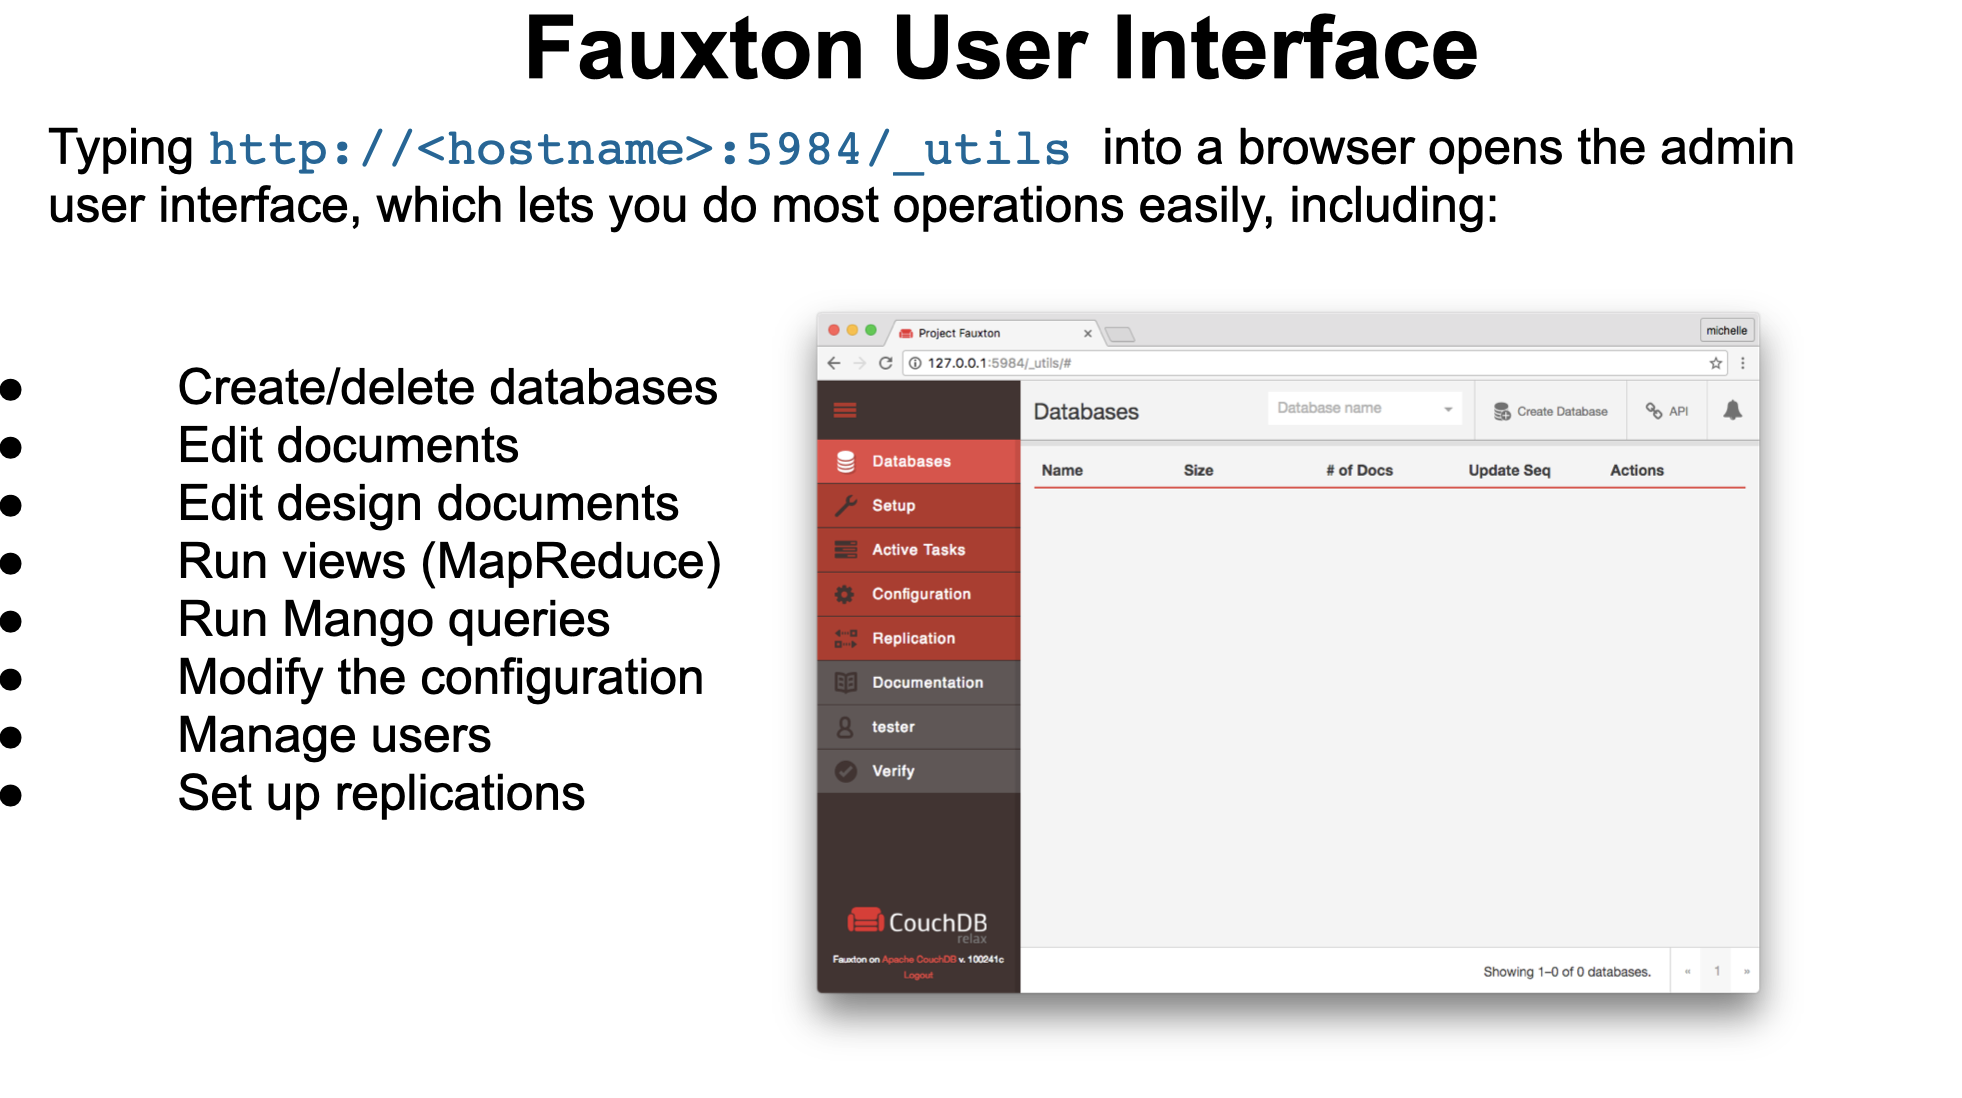 Fauxton User Interface
Typing http://<hostname>:5984/_utils into a browser opens the admin
user interface, which lets you do most operations easily, including:
● Create/delete databases
● Edit documents
● Edit design documents
● Run views (MapReduce)
● Run Mango queries
● Modify the configuration
● Manage users
● Set up replications
Project Fauxton
michelle
127.0.0.1:5984/_utils/#
Databases
Database name
Create Database
API
Databases
Setup
Active Tasks
Configuration
Replication
Documentation
tester
Verify
Name Size # of Docs Update Seq Actions
CouchDB
relax
Fauxton on Apache CouchDB v. 100241c
Logout
Showing 1–0 of 0 databases.
« 1 »